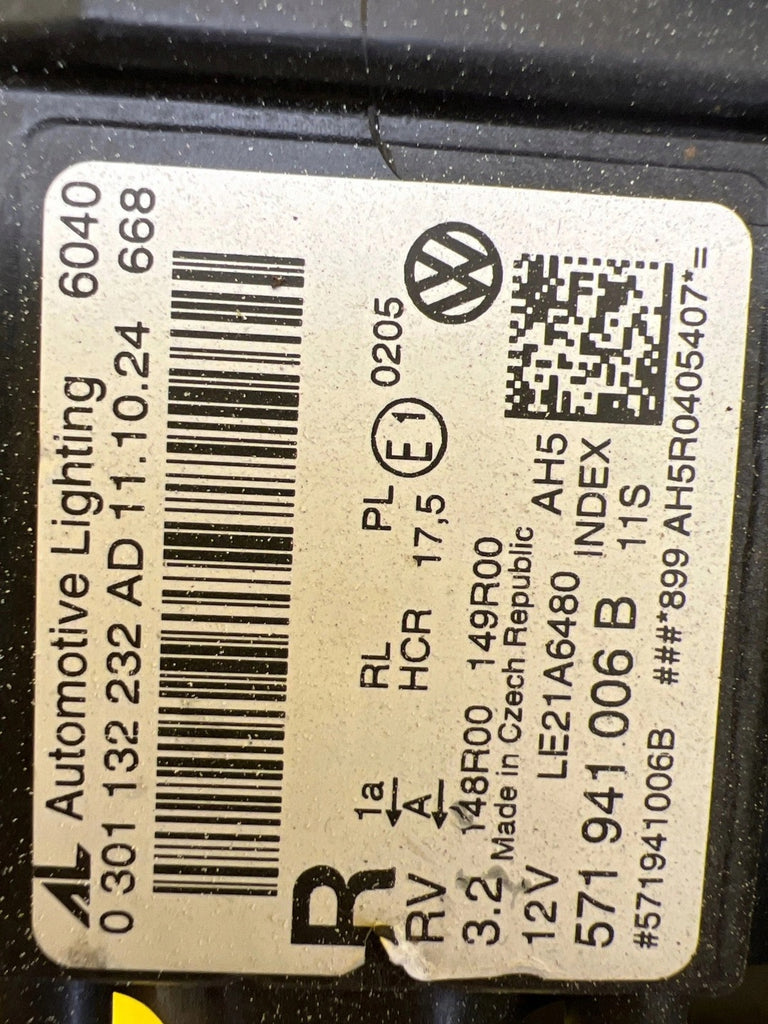 AL Automotive Lighting 6040
0 301 132 232 AD 11.10.24 668
R 1a RL PL
RV A HCR 17,5 E1 0205
3.2 148R00 149R00
Made in Czech Republic
12V LE21A6480 AH5
571 941 006 B INDEX 11S
#571941006B ###*899 AH5R0405407*=